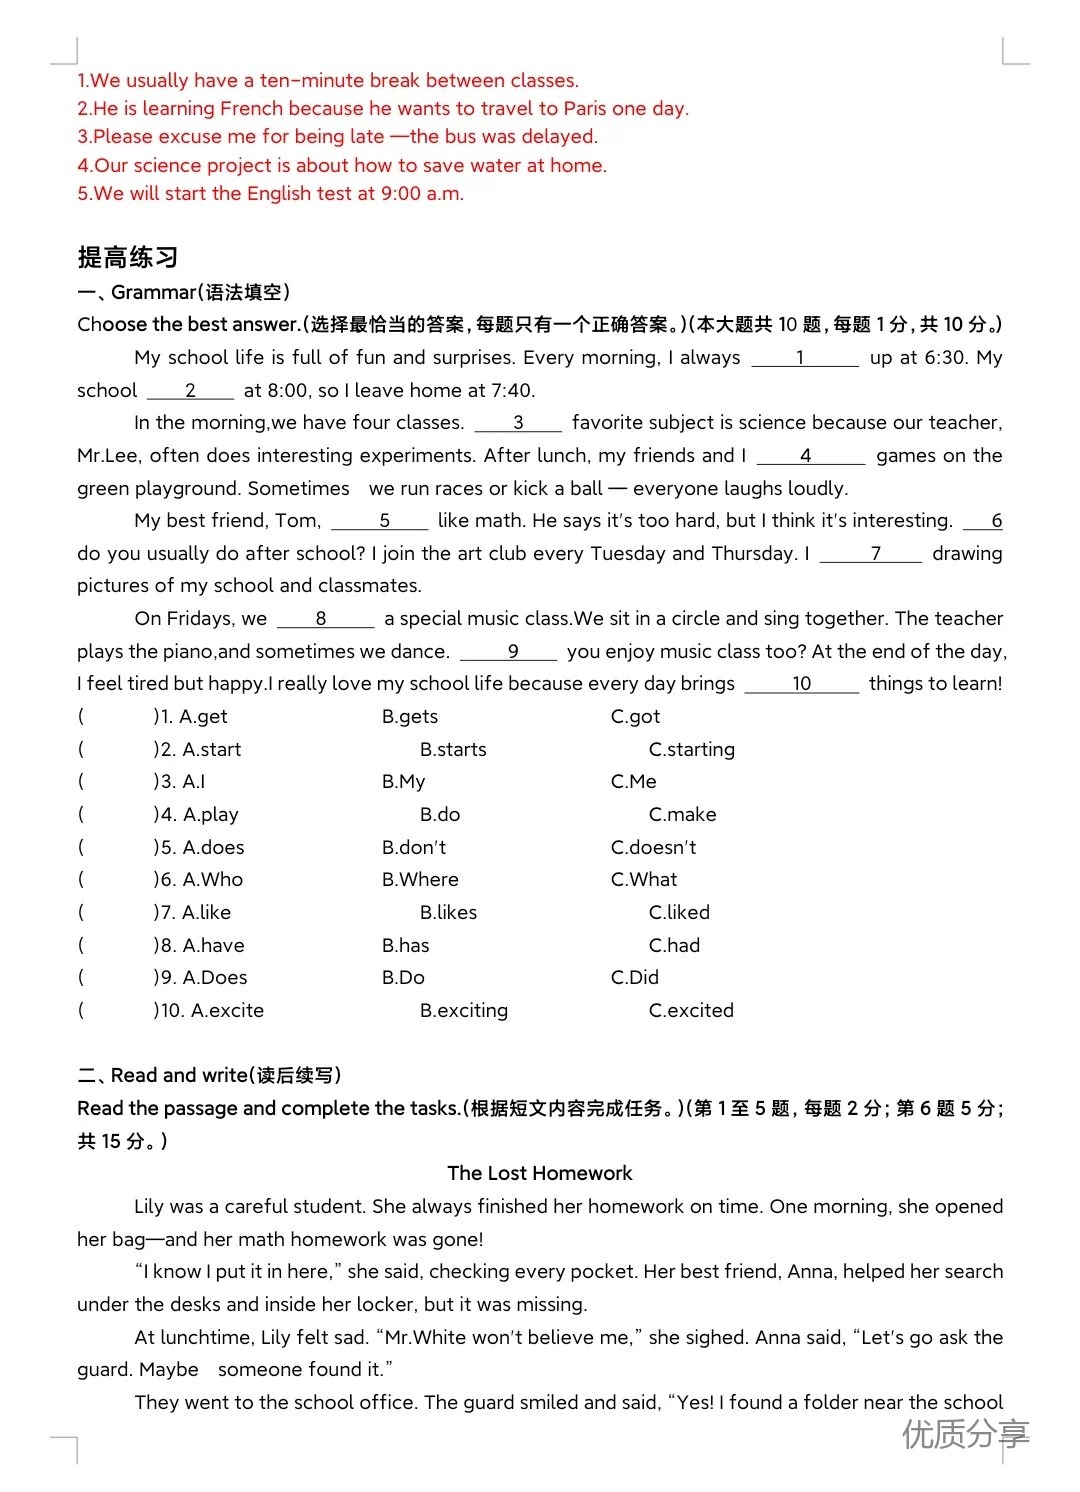 1.We usually have a ten-minute break between classes.
2.He is learning French because he wants to travel to Paris one day.
3.Please excuse me for being late —the bus was delayed.
4.Our science project is about how to save water at home.
5.We will start the English test at 9:00 a.m.
提高练习
一、Grammar(语法填空)
Choose the best answer.(选择最恰当的答案,每题只有一个正确答案。)(本大题共 10 题,每题 1 分,共 10 分。)
My school life is full of fun and surprises. Every morning, I always ____1____ up at 6:30. My
school ____2____ at 8:00, so I leave home at 7:40.
In the morning,we have four classes. ____3____ favorite subject is science because our teacher,
Mr.Lee, often does interesting experiments. After lunch, my friends and I ____4____ games on the
green playground. Sometimes we run races or kick a ball — everyone laughs loudly.
My best friend, Tom, ____5____ like math. He says it's too hard, but I think it's interesting. ___6
do you usually do after school? I join the art club every Tuesday and Thursday. I ____7____ drawing
pictures of my school and classmates.
On Fridays, we ____8____ a special music class.We sit in a circle and sing together. The teacher
plays the piano,and sometimes we dance. ____9____ you enjoy music class too? At the end of the day,
I feel tired but happy.I really love my school life because every day brings ____10____ things to learn!
( )1. A.get B.gets C.got
( )2. A.start B.starts C.starting
( )3. A.I B.My C.Me
( )4. A.play B.do C.make
( )5. A.does B.don't C.doesn't
( )6. A.Who B.Where C.What
( )7. A.like B.likes C.liked
( )8. A.have B.has C.had
( )9. A.Does B.Do C.Did
( )10. A.excite B.exciting C.excited
二、Read and write(读后续写)
Read the passage and complete the tasks.(根据短文内容完成任务。)(第 1 至 5 题, 每题 2 分; 第 6 题 5 分;
共 15 分。)
The Lost Homework
Lily was a careful student. She always finished her homework on time. One morning, she opened
her bag—and her math homework was gone!
“I know I put it in here,” she said, checking every pocket. Her best friend, Anna, helped her search
under the desks and inside her locker, but it was missing.
At lunchtime, Lily felt sad. “Mr.White won't believe me,” she sighed. Anna said, “Let's go ask the
guard. Maybe someone found it.”
They went to the school office. The guard smiled and said, “Yes! I found a folder near the school
优质分享